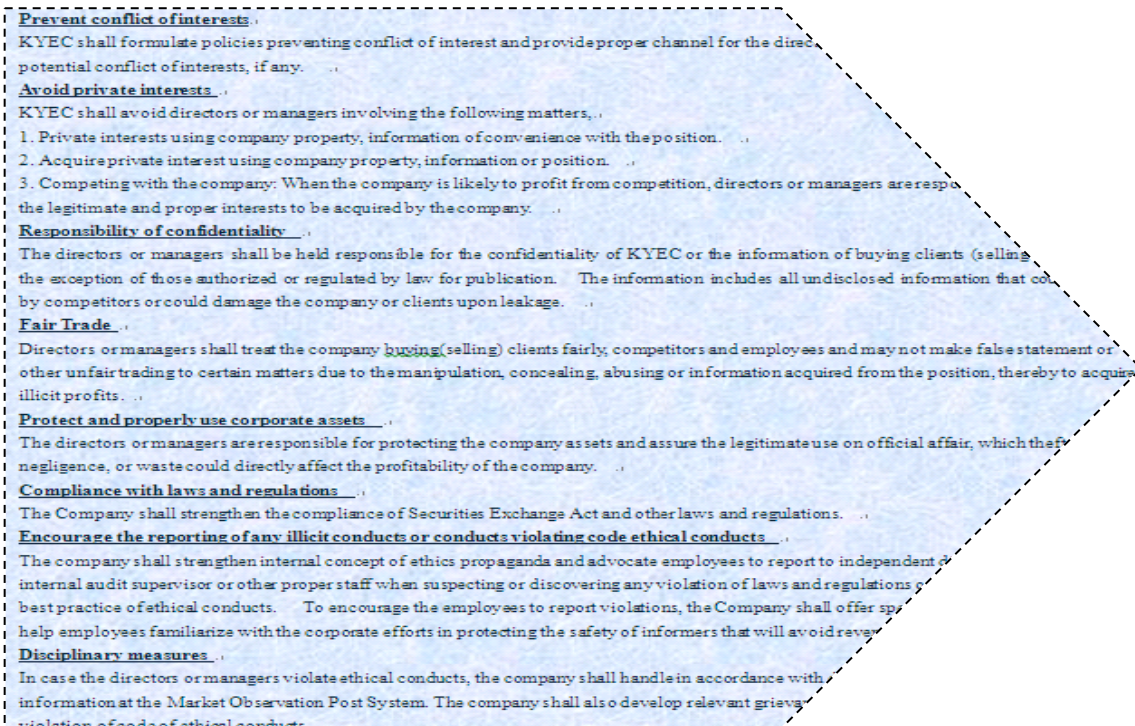 Prevent conflict of interests
KYEC shall formulate policies preventing conflict of interest and provide proper channel for the
potential conflict of interests, if any.
Avoid private interests
KYEC shall avoid directors or managers involving the following matters,
1. Private interests using company property, information of convenience with the position.
2. Acquire private interest using company property, information or position.
3. Competing with the company: When the company is likely to profit from competition, directors or managers are
the legitimate and proper interests to be acquired by the company.
Responsibility of confidentiality
The directors or managers shall be held responsible for the confidentiality of KYEC or the information of buying clients (selling
the exception of those authorized or regulated by law for publication. The information includes all undisclosed information that
by competitors or could damage the company or clients upon leakage.
Fair Trade
Directors or managers shall treat the company buying(selling) clients fairly, competitors and employees and may not make false statement or
other unfair trading to certain matters due to the manipulation, concealing, abusing or information acquired from the position, thereby to acquire
illicit profits.
Protect and properly use corporate assets
The directors or managers are responsible for protecting the company assets and assure the legitimate use on official affair, which theft
negligence, or waste could directly affect the profitability of the company.
Compliance with laws and regulations
The Company shall strengthen the compliance of Securities Exchange Act and other laws and regulations.
Encourage the reporting of any illicit conducts or conducts violating code ethical conducts
The company shall strengthen internal concept of ethics propaganda and advocate employees to report to independent
internal audit supervisor or other proper staff when suspecting or discovering any violation of laws and regulations
best practice of ethical conducts. To encourage the employees to report violations, the Company shall offer
help employees familiarize with the corporate efforts in protecting the safety of informers that will avoid
Disciplinary measures
In case the directors or managers violate ethical conducts, the company shall handle in accordance with
information at the Market Observation Post System. The company shall also develop relevant
violation of code of ethical conducts